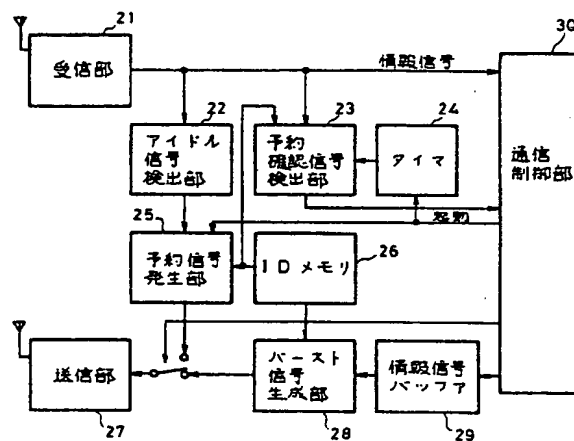 21
30
受信部
情報信号
22
23
24
アイドル
信号
検出部
予約
確認信号
検出部
タイマ
通信
制御部
起動
25
26
予約信号
発生部
IDメモリ
送信部
バースト
信号
生成部
情報信号
バッファ
27
28
29